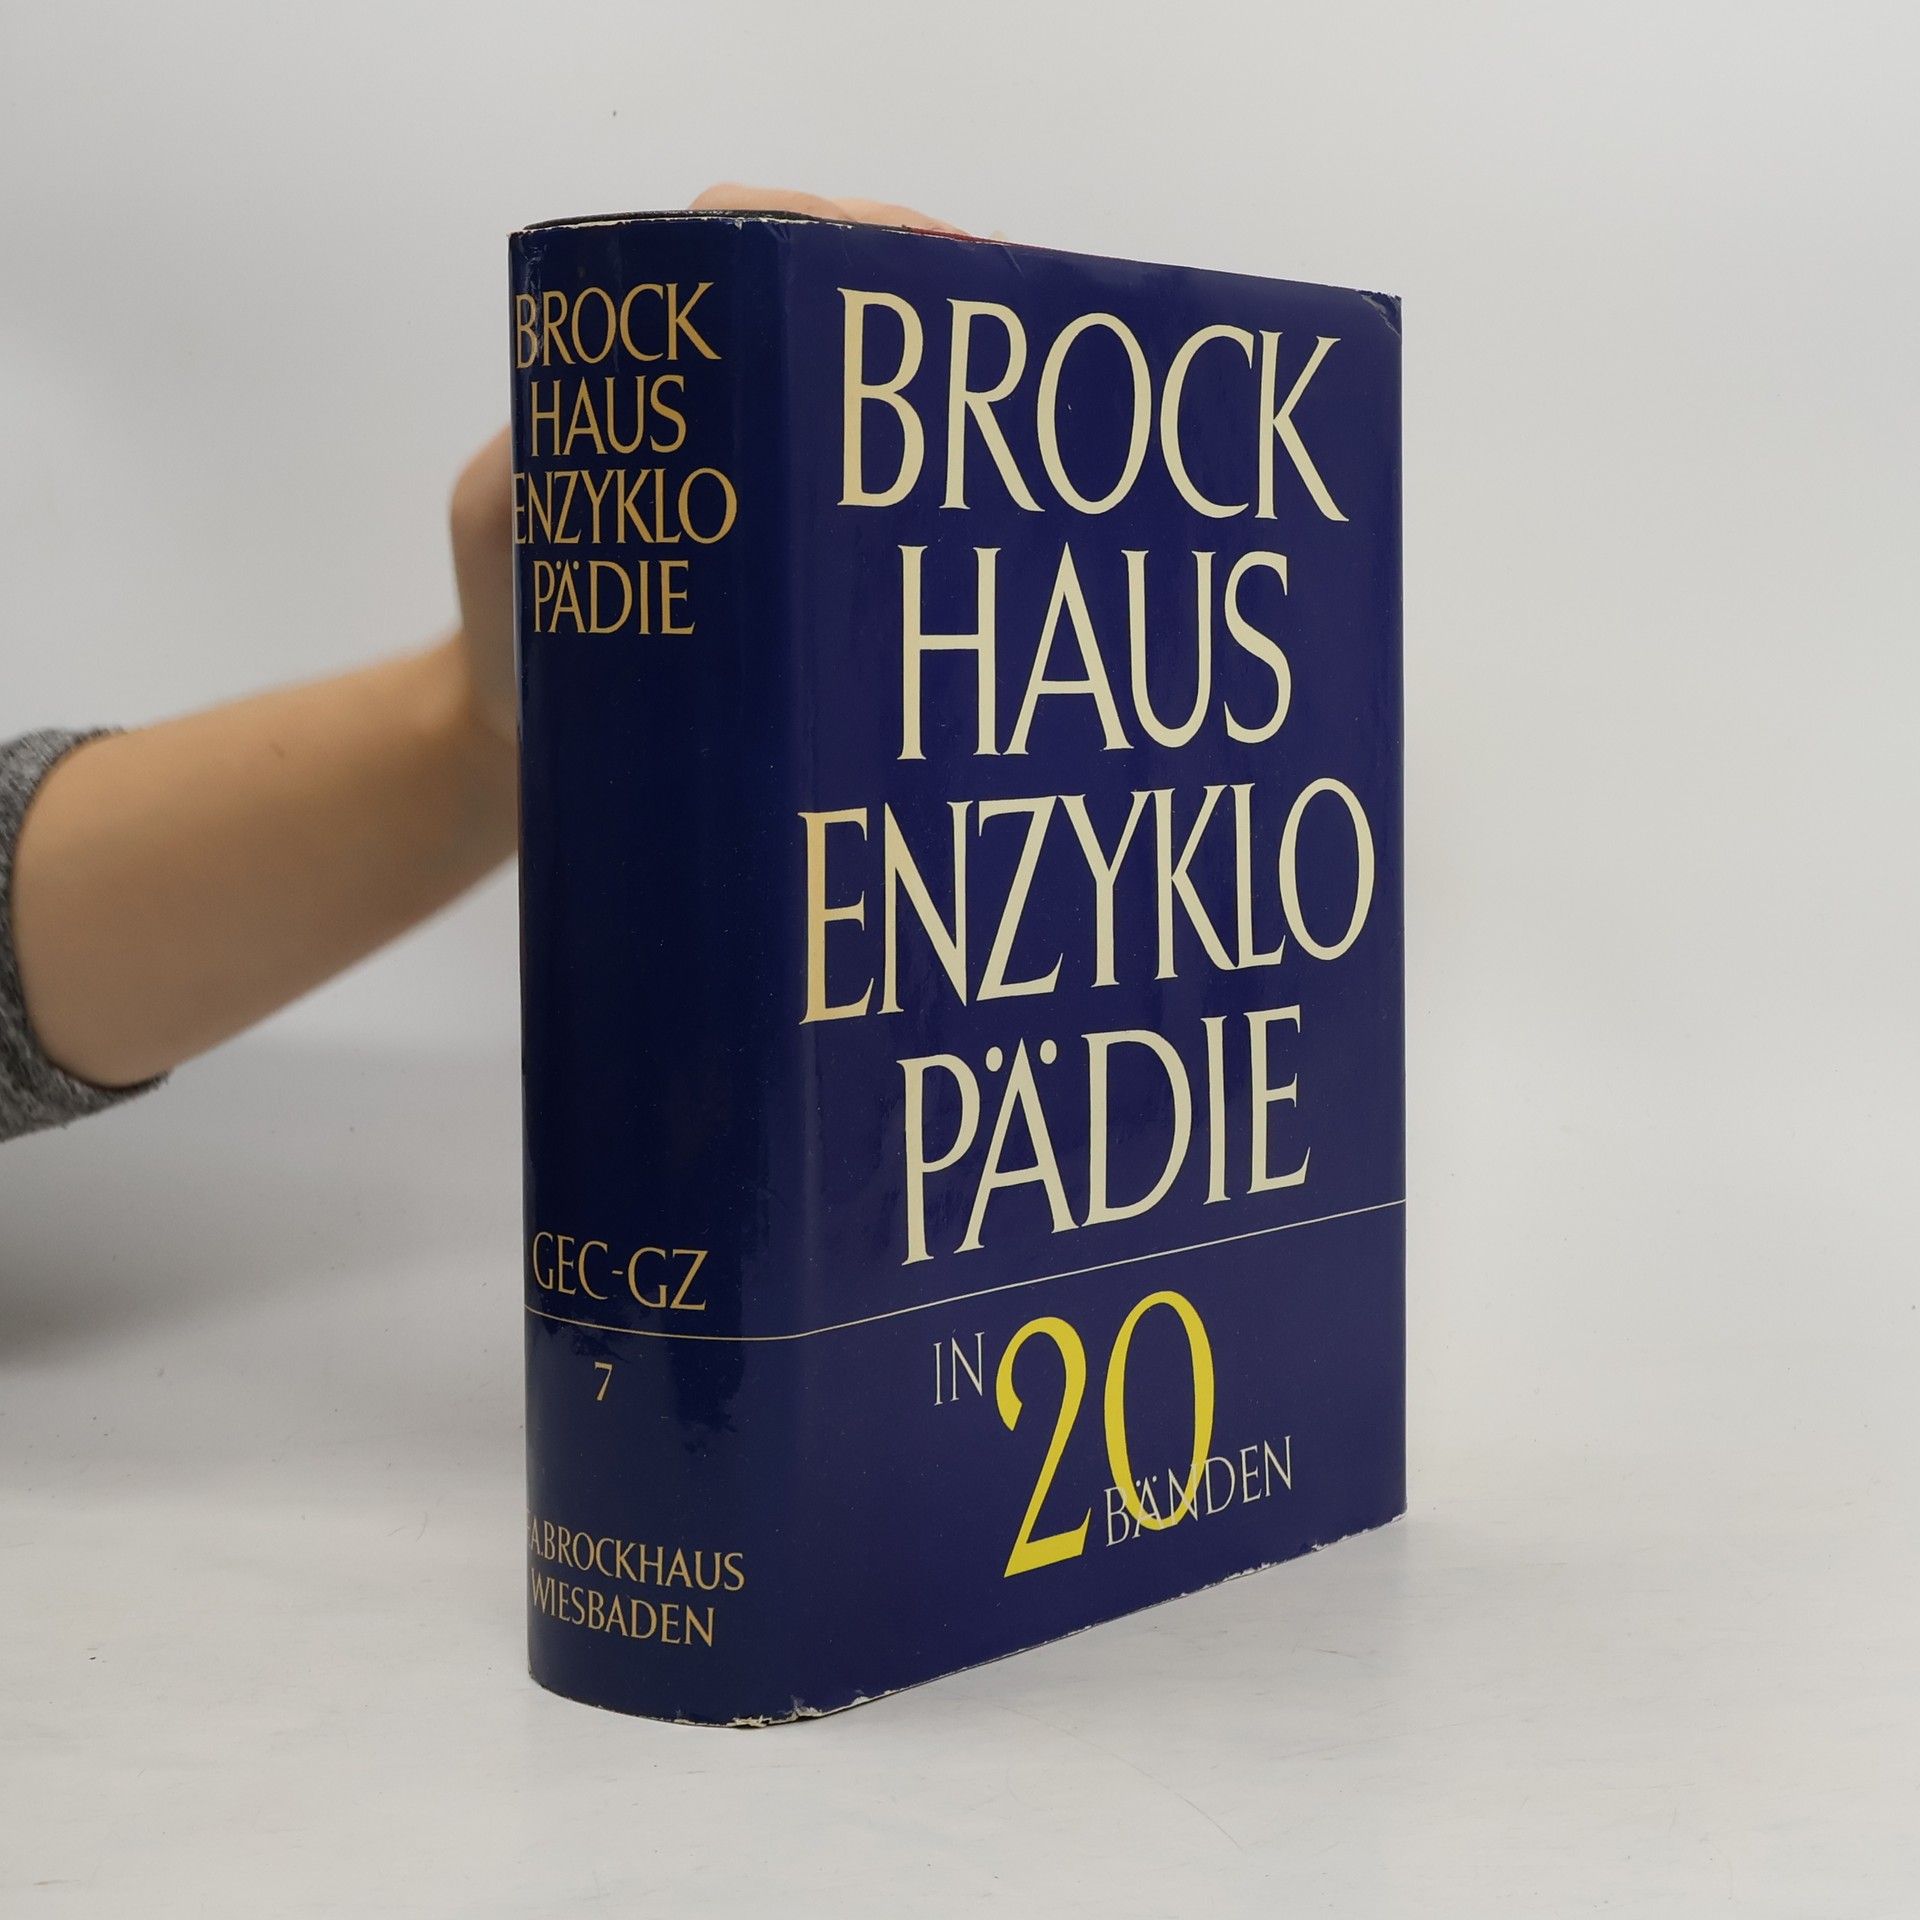 BROCK
HAUS
ENZYKLO
PÄDIE
GEC-GZ
7
F.A.BROCKHAUS
WIESBADEN
BROCK
HAUS
ENZYKLO
PÄDIE
IN 20
BÄNDEN